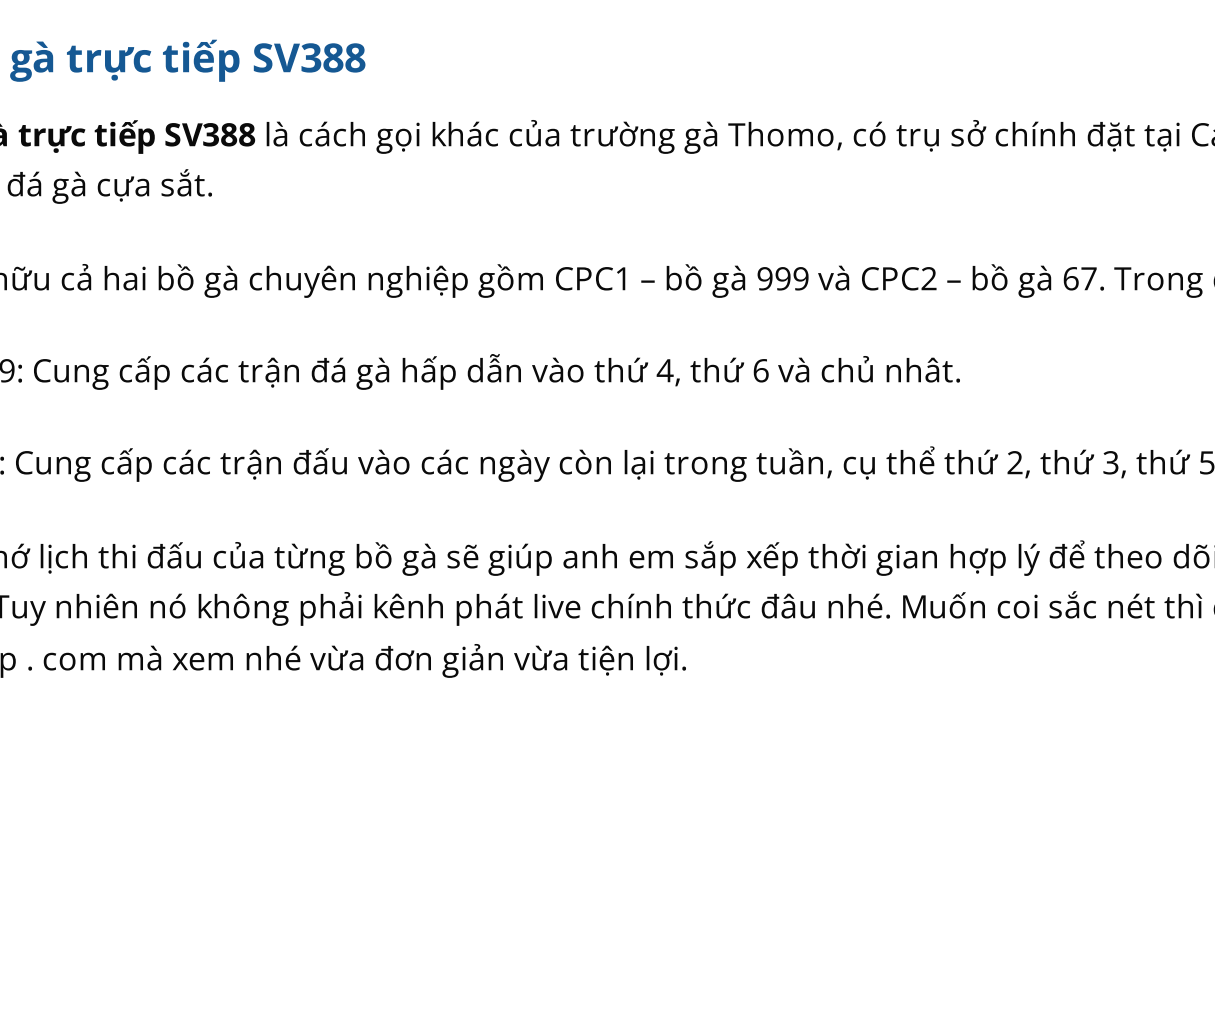 gà trực tiếp SV388
trực tiếp SV388 là cách gọi khác của trường gà Thomo, có trụ sở chính đặt tại
đá gà cựa sắt.
cả hai bồ gà chuyên nghiệp gồm CPC1 – bồ gà 999 và CPC2 – bồ gà 67. Trong
9: Cung cấp các trận đá gà hấp dẫn vào thứ 4, thứ 6 và chủ nhât.
: Cung cấp các trận đấu vào các ngày còn lại trong tuần, cụ thể thứ 2, thứ 3, thứ 5
lịch thi đấu của từng bồ gà sẽ giúp anh em sắp xếp thời gian hợp lý để theo dõi
Tuy nhiên nó không phải kênh phát live chính thức đâu nhé. Muốn coi sắc nét thì
p . com mà xem nhé vừa đơn giản vừa tiện lợi.